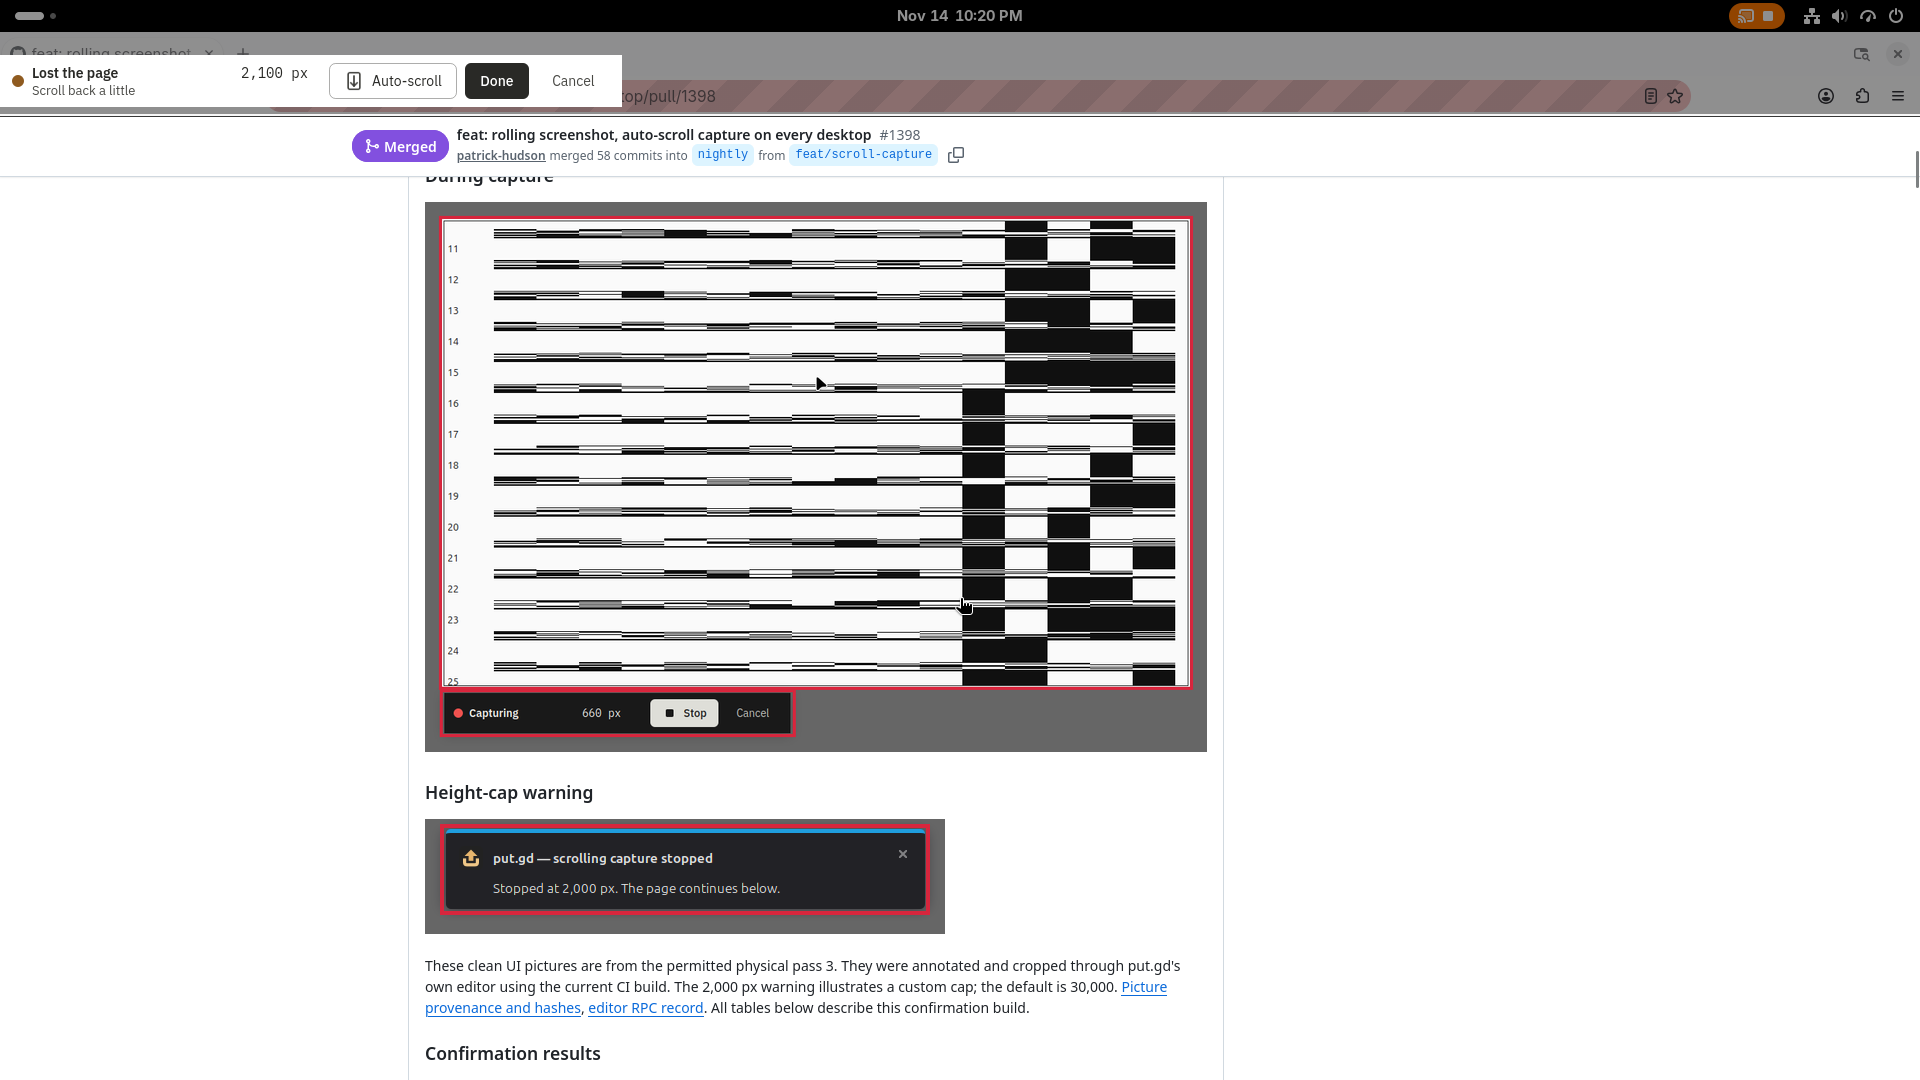 Nov 14 10:20 PM
feat: rolling screenshot
Lost the page
Scroll back a little
2,100 px
Auto-scroll
Done
Cancel
op/pull/1398
Merged
feat: rolling screenshot, auto-scroll capture on every desktop #1398
patrick-hudson merged 58 commits into nightly from feat/scroll-capture
During capture
11
12
13
14
15
16
17
18
19
20
21
22
23
24
25
Capturing
660 px
Stop
Cancel
Height-cap warning
put.gd — scrolling capture stopped
Stopped at 2,000 px. The page continues below.
These clean UI pictures are from the permitted physical pass 3. They were annotated and cropped through put.gd's
own editor using the current CI build. The 2,000 px warning illustrates a custom cap; the default is 30,000. Picture
provenance and hashes, editor RPC record. All tables below describe this confirmation build.
Confirmation results